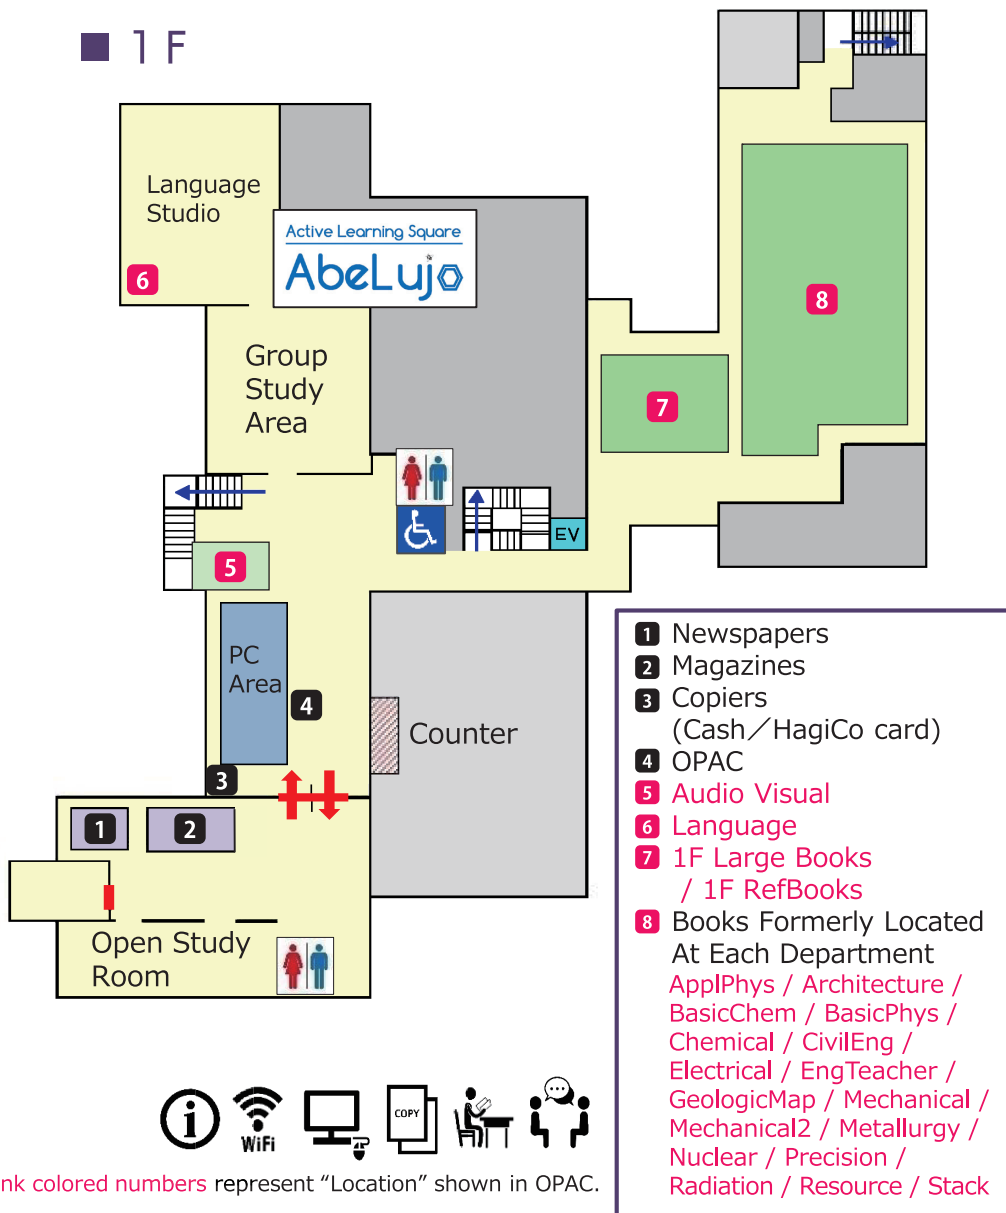 ■ 1F
Language
Studio
6
Active Learning Square
AbeLujo
8
Group
Study
Area
7
EV
5
PC
Area
4
Counter
3
1
2
Open Study
Room
1 Newspapers
2 Magazines
3 Copiers
(Cash／HagiCo card)
4 OPAC
5 Audio Visual
6 Language
7 1F Large Books
/ 1F RefBooks
8 Books Formerly Located
At Each Department
ApplPhys / Architecture /
BasicChem / BasicPhys /
Chemical / CivilEng /
Electrical / EngTeacher /
GeologicMap / Mechanical /
Mechanical2 / Metallurgy /
Nuclear / Precision /
Radiation / Resource / Stack
i
WiFi
COPY
nk colored numbers represent “Location” shown in OPAC.